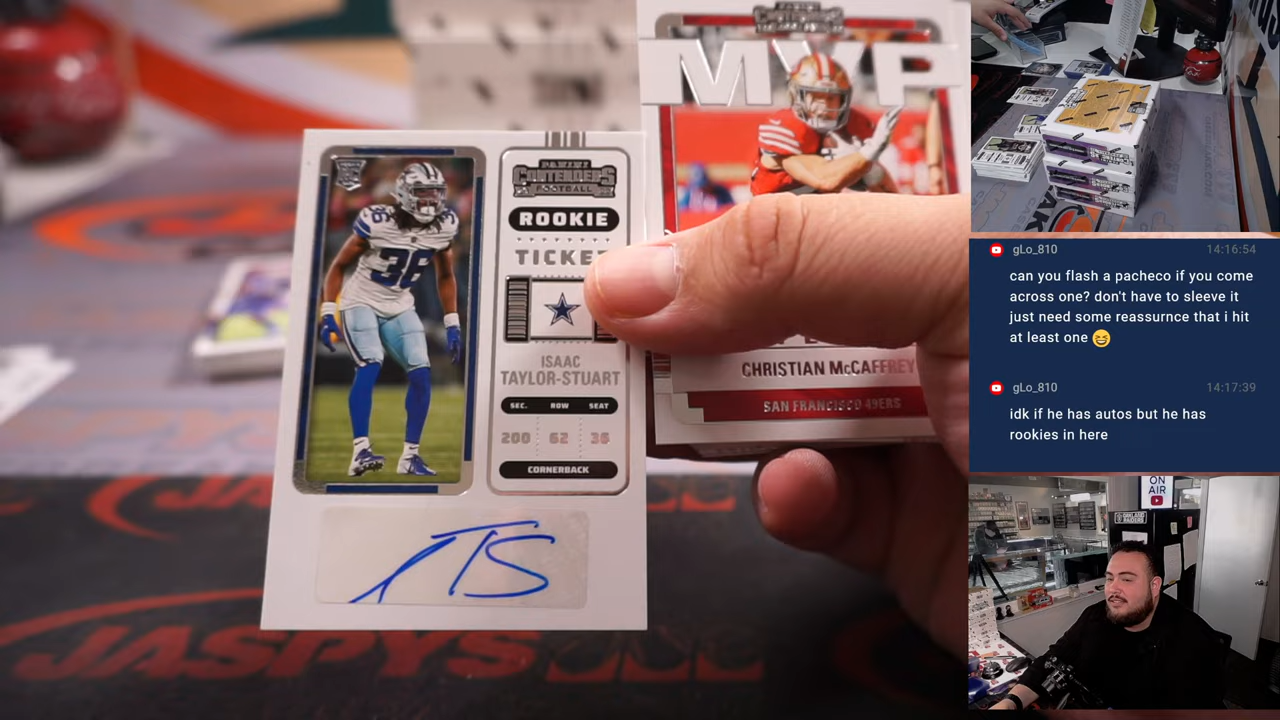 MVP
RC
PANINI
CONTENDERS
FOOTBALL
ROOKIE
TICKET
ISAAC
TAYLOR-STUART
SEC. ROW SEAT
200 62 36
CORNERBACK
36
ITS
CHRISTIAN McCAFFREY
SAN FRANCISCO 49ERS
JASPYS
gLo_810 14:16:54
can you flash a pacheco if you come
across one? don't have to sleeve it
just need some reassurnce that i hit
at least one 😆
gLo_810 14:17:39
idk if he has autos but he has
rookies in here
ON
AIR